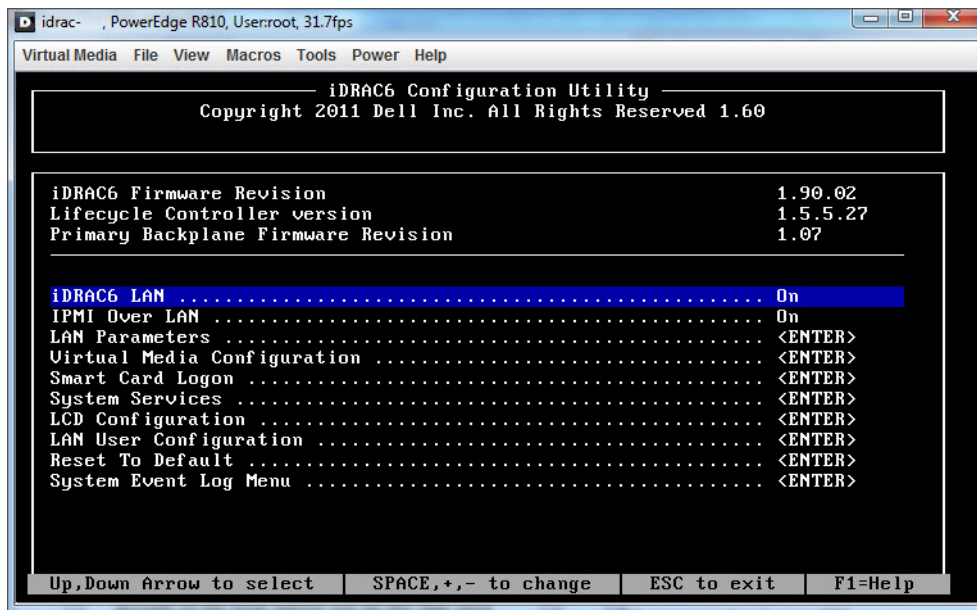 idrac- , PowerEdge R810, User:root, 31.7fps
Virtual Media File View Macros Tools Power Help
iDRAC6 Configuration Utility
Copyright 2011 Dell Inc. All Rights Reserved 1.60
iDRAC6 Firmware Revision 1.90.02
Lifecycle Controller version 1.5.5.27
Primary Backplane Firmware Revision 1.07
iDRAC6 LAN .................................................. On
IPMI Over LAN ............................................... On
LAN Parameters .............................................. <ENTER>
Virtual Media Configuration ................................. <ENTER>
Smart Card Logon ............................................ <ENTER>
System Services ............................................. <ENTER>
LCD Configuration ........................................... <ENTER>
LAN User Configuration ...................................... <ENTER>
Reset To Default ............................................ <ENTER>
System Event Log Menu ....................................... <ENTER>
Up,Down Arrow to select SPACE,+,- to change ESC to exit F1=Help